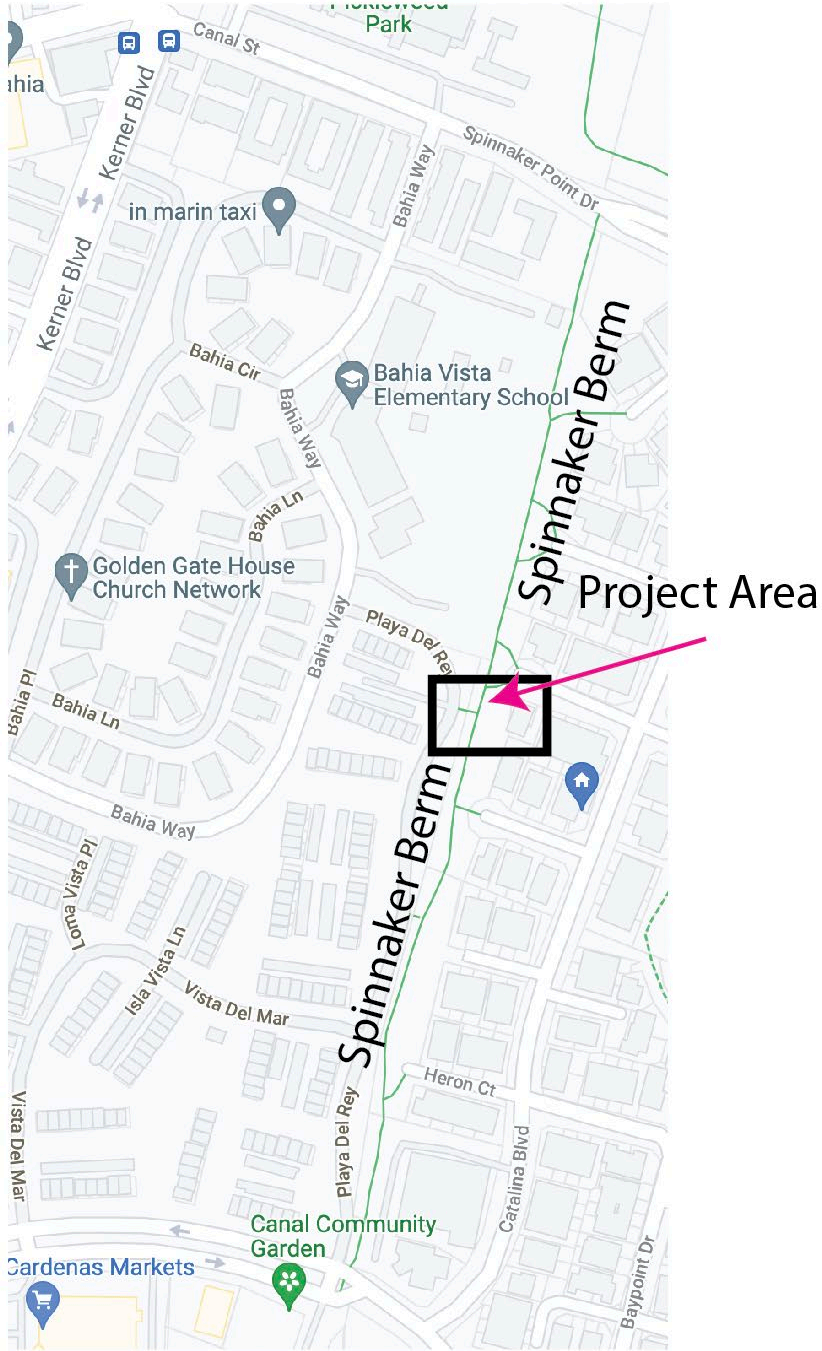 Pickleweed
Park
Canal St
ahia
Kerner Blvd
Bahia Way
Spinnaker Point Dr
in marin taxi
Kerner Blvd
Spinnaker Berm
Bahia Cir
Bahia Vista
Elementary School
Bahia Way
Bahia Ln
Golden Gate House
Church Network
Project Area
Bahia Way
Playa Del Rey
Bahia Pl
Bahia Ln
Spinnaker Berm
Bahia Way
Loma Vista Pl
Isla Vista Ln
Vista Del Mar
Heron Ct
Vista Del Mar
Playa Del Rey
Catalina Blvd
Canal Community
Garden
Baypoint Dr
Cardenas Markets